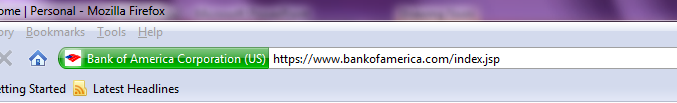 ome | Personal - Mozilla Firefox
ory Bookmarks Tools Help
Bank of America Corporation (US) https://www.bankofamerica.com/index.jsp
etting Started Latest Headlines